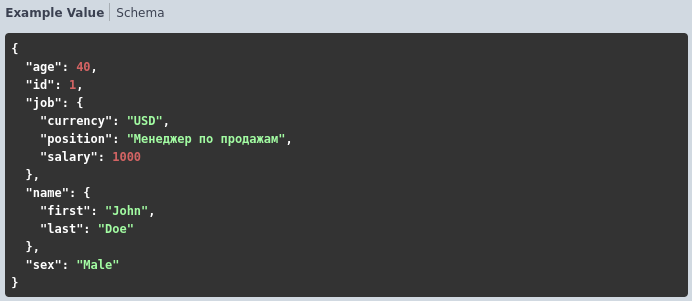 Example Value Schema
{
  "age": 40,
  "id": 1,
  "job": {
    "currency": "USD",
    "position": "Менеджер по продажам",
    "salary": 1000
  },
  "name": {
    "first": "John",
    "last": "Doe"
  },
  "sex": "Male"
}